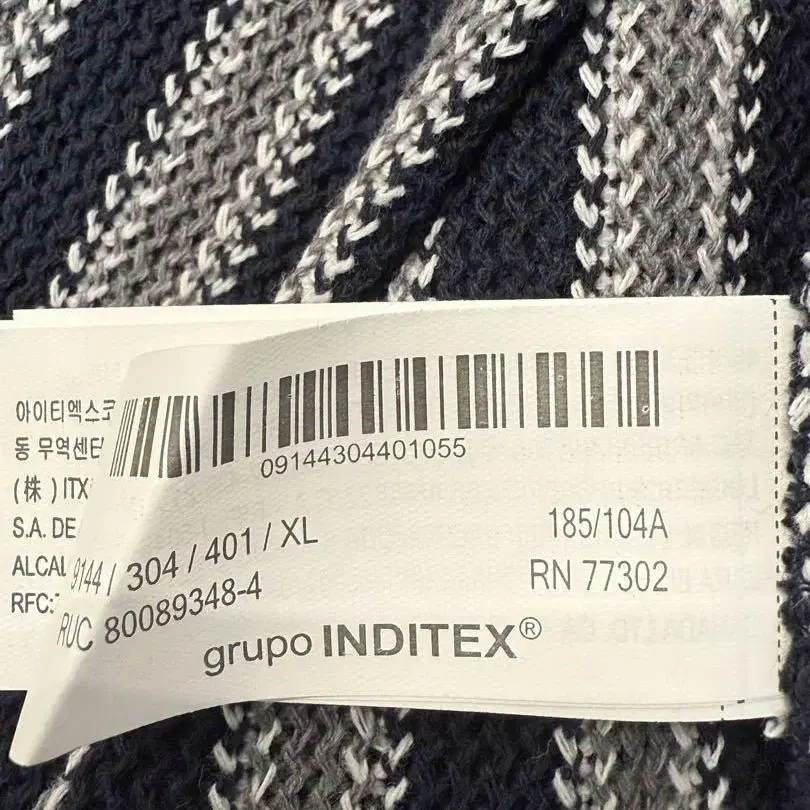 아이티엑스코
동 무역센터
(株) ITX
S.A. DE
ALCAL
RFC:
09144304401055
9144 / 304 / 401 / XL
185/104A
RUC 80089348-4
RN 77302
grupo INDITEX®